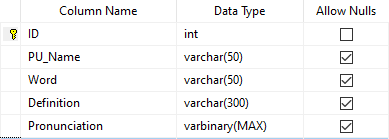 Column Name Data Type Allow Nulls
ID int
PU_Name varchar(50)
Word varchar(50)
Definition varchar(300)
Pronunciation varbinary(MAX)